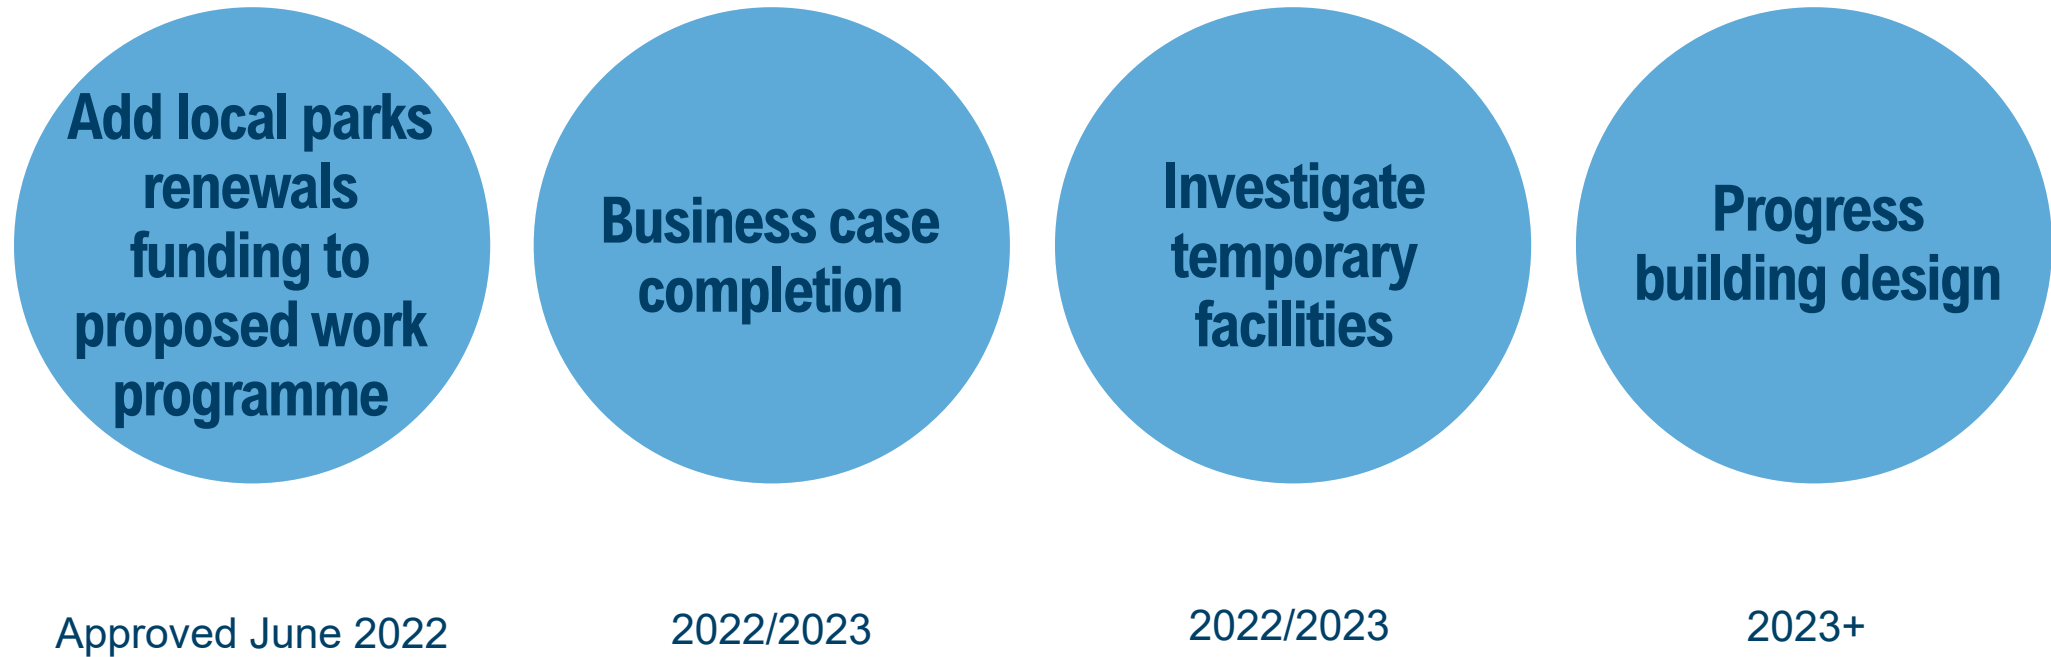 Add local parks
renewals
funding to
proposed work
programme
Business case
completion
Investigate
temporary
facilities
Progress
building design
Approved June 2022
2022/2023
2022/2023
2023+